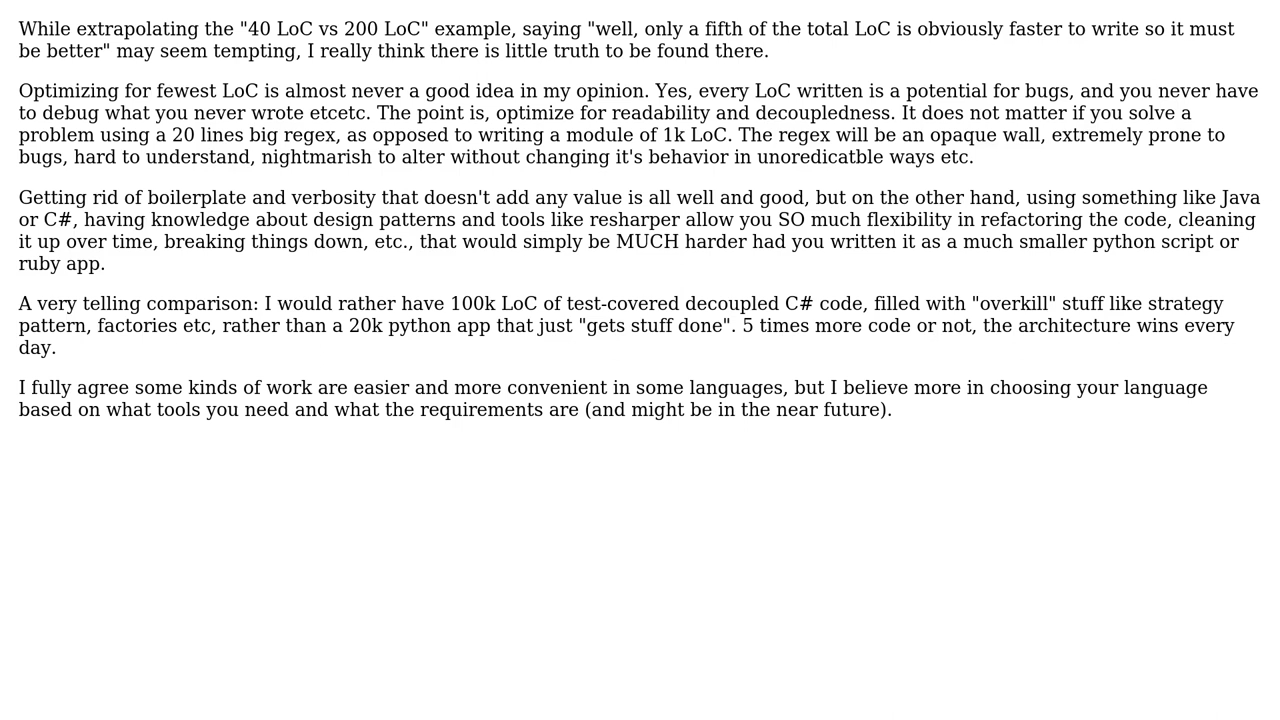 While extrapolating the "40 LoC vs 200 LoC" example, saying "well, only a fifth of the total LoC is obviously faster to write so it must
be better" may seem tempting, I really think there is little truth to be found there.
Optimizing for fewest LoC is almost never a good idea in my opinion. Yes, every LoC written is a potential for bugs, and you never have
to debug what you never wrote etcetc. The point is, optimize for readability and decoupledness. It does not matter if you solve a
problem using a 20 lines big regex, as opposed to writing a module of 1k LoC. The regex will be an opaque wall, extremely prone to
bugs, hard to understand, nightmarish to alter without changing it's behavior in unoredicatble ways etc.
Getting rid of boilerplate and verbosity that doesn't add any value is all well and good, but on the other hand, using something like Java
or C#, having knowledge about design patterns and tools like resharper allow you SO much flexibility in refactoring the code, cleaning
it up over time, breaking things down, etc., that would simply be MUCH harder had you written it as a much smaller python script or
ruby app.
A very telling comparison: I would rather have 100k LoC of test-covered decoupled C# code, filled with "overkill" stuff like strategy
pattern, factories etc, rather than a 20k python app that just "gets stuff done". 5 times more code or not, the architecture wins every
day.
I fully agree some kinds of work are easier and more convenient in some languages, but I believe more in choosing your language
based on what tools you need and what the requirements are (and might be in the near future).